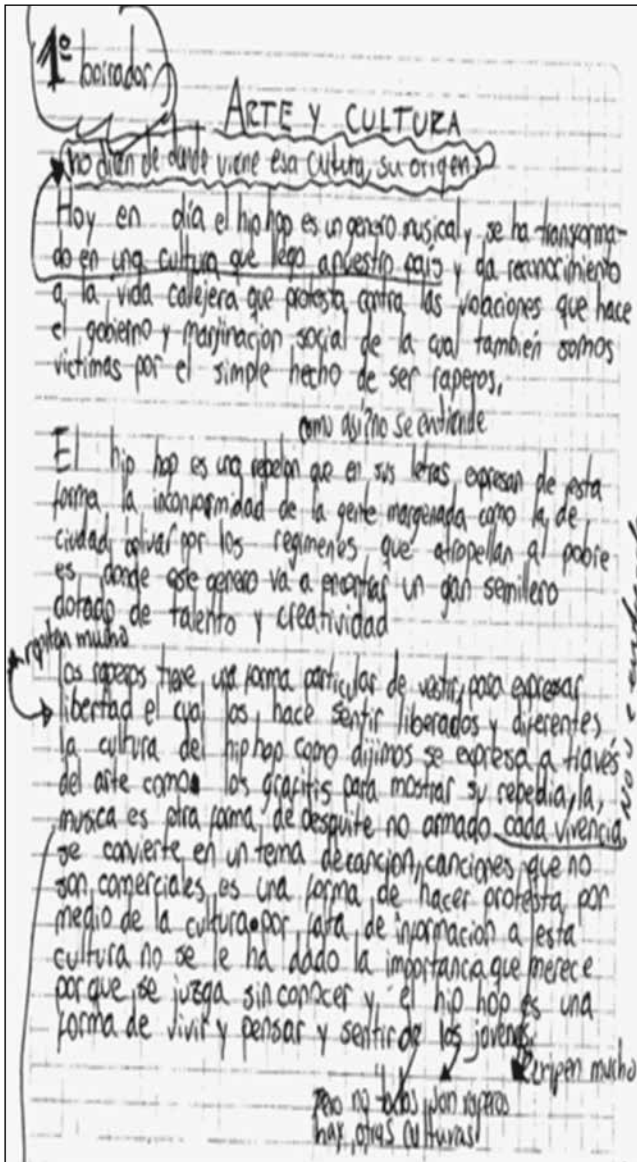 1º
borrador
ARTE Y CULTURA
no dicen de donde viene esa cultura, su origen
Hoy en día el hip hop es un genero musical y se ha transforma-
do en una cultura que llego a nuestro país y da reconocimiento
a la vida callejera que protesta contra las violaciones que hace
el gobierno y marjinacion social de la cual también somos
victimas por el simple hecho de ser raperos,
como asi? no se entiende
El hip hop es una que en sus letras expresan de esta
forma la inconformidad de la gente marginada como la de
ciudad bolivar por los regimenes que atropellan al pobre
es donde este genero va a encontrar un gan semillero
dotado de talento y creatividad
repiten mucho
los raperos tiene una forma particular de vestir, para expresar
libertad el cual los hace sentir liberados y diferentes
la cultura del hip hop como dijimos se expresa a través
del arte como los grafitis para mostrar su la,
musica es otra forma de desquite no armado cada vivencia
se convierte en un tema de cancion, canciones que no
son comerciales es una forma de hacer protesta por
medio de la cultura por falta de informacion a esta
cultura no se le ha dado la importancia que merece
porque se juzga sin conocer y el hip hop es una
forma de vivir y pensar y sentir de los jovenes.
mucho
Pero no todos son raperos
hay otras culturas
No